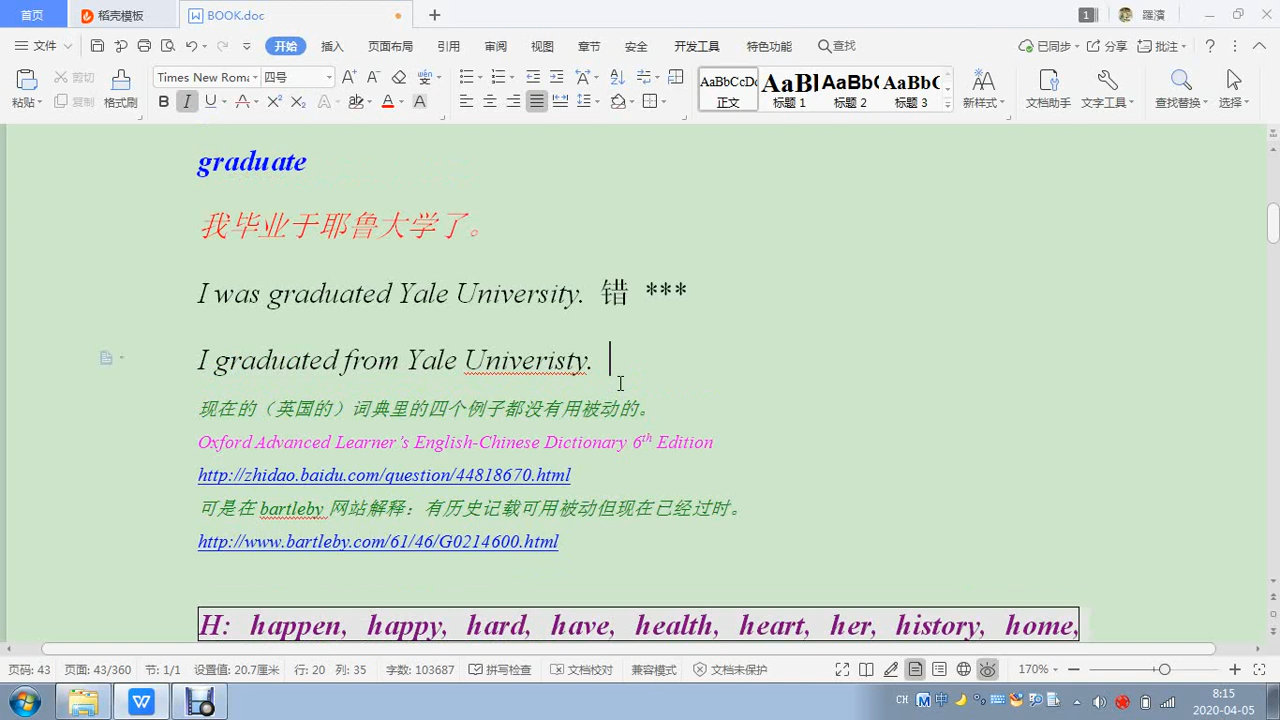 首页 稻壳模板 BOOK.doc 1 羅濱
文件 开始 插入 页面布局 引用 审阅 视图 章节 安全 开发工具 特色功能 查找 已同步 分享 批注
粘贴 剪切 复制 格式刷 Times New Roma 四号 AaBbCcDd 正文 AaBl 标题 1 AaBb( 标题 2 AaBbC 标题 3 新样式 文档助手 文字工具 查找替换 选择
graduate
我毕业于耶鲁大学了。
I was graduated Yale University. 错 ***
I graduated from Yale Univeristy.
现在的（英国的）词典里的四个例子都没有用被动的。
Oxford Advanced Learner’s English-Chinese Dictionary 6th Edition
http://zhidao.baidu.com/question/44818670.html
可是在 bartleby 网站解释：有历史记载可用被动但现在已经过时。
http://www.bartleby.com/61/46/G0214600.html
H: happen, happy, hard, have, health, heart, her, history, home,
页码: 43 页面: 43/360 节: 1/1 设置值: 20.7厘米 行: 20 列: 35 字数: 103687 拼写检查 文档校对 兼容模式 文档未保护 170%
CH 中 8:15
2020-04-05